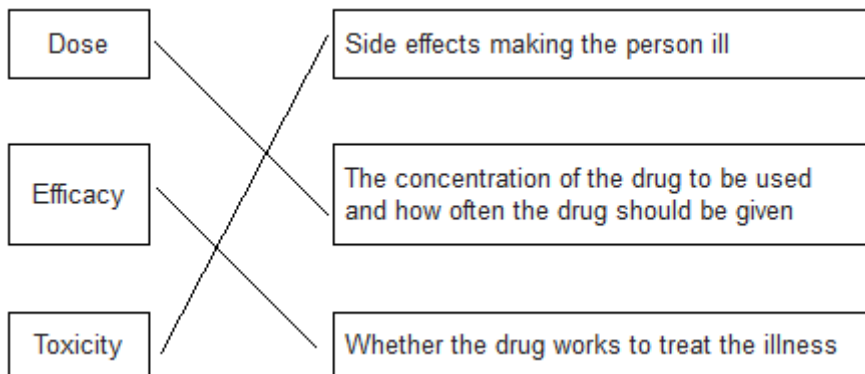 Dose
Side effects making the person ill
Efficacy
The concentration of the drug to be used
and how often the drug should be given
Toxicity
Whether the drug works to treat the illness